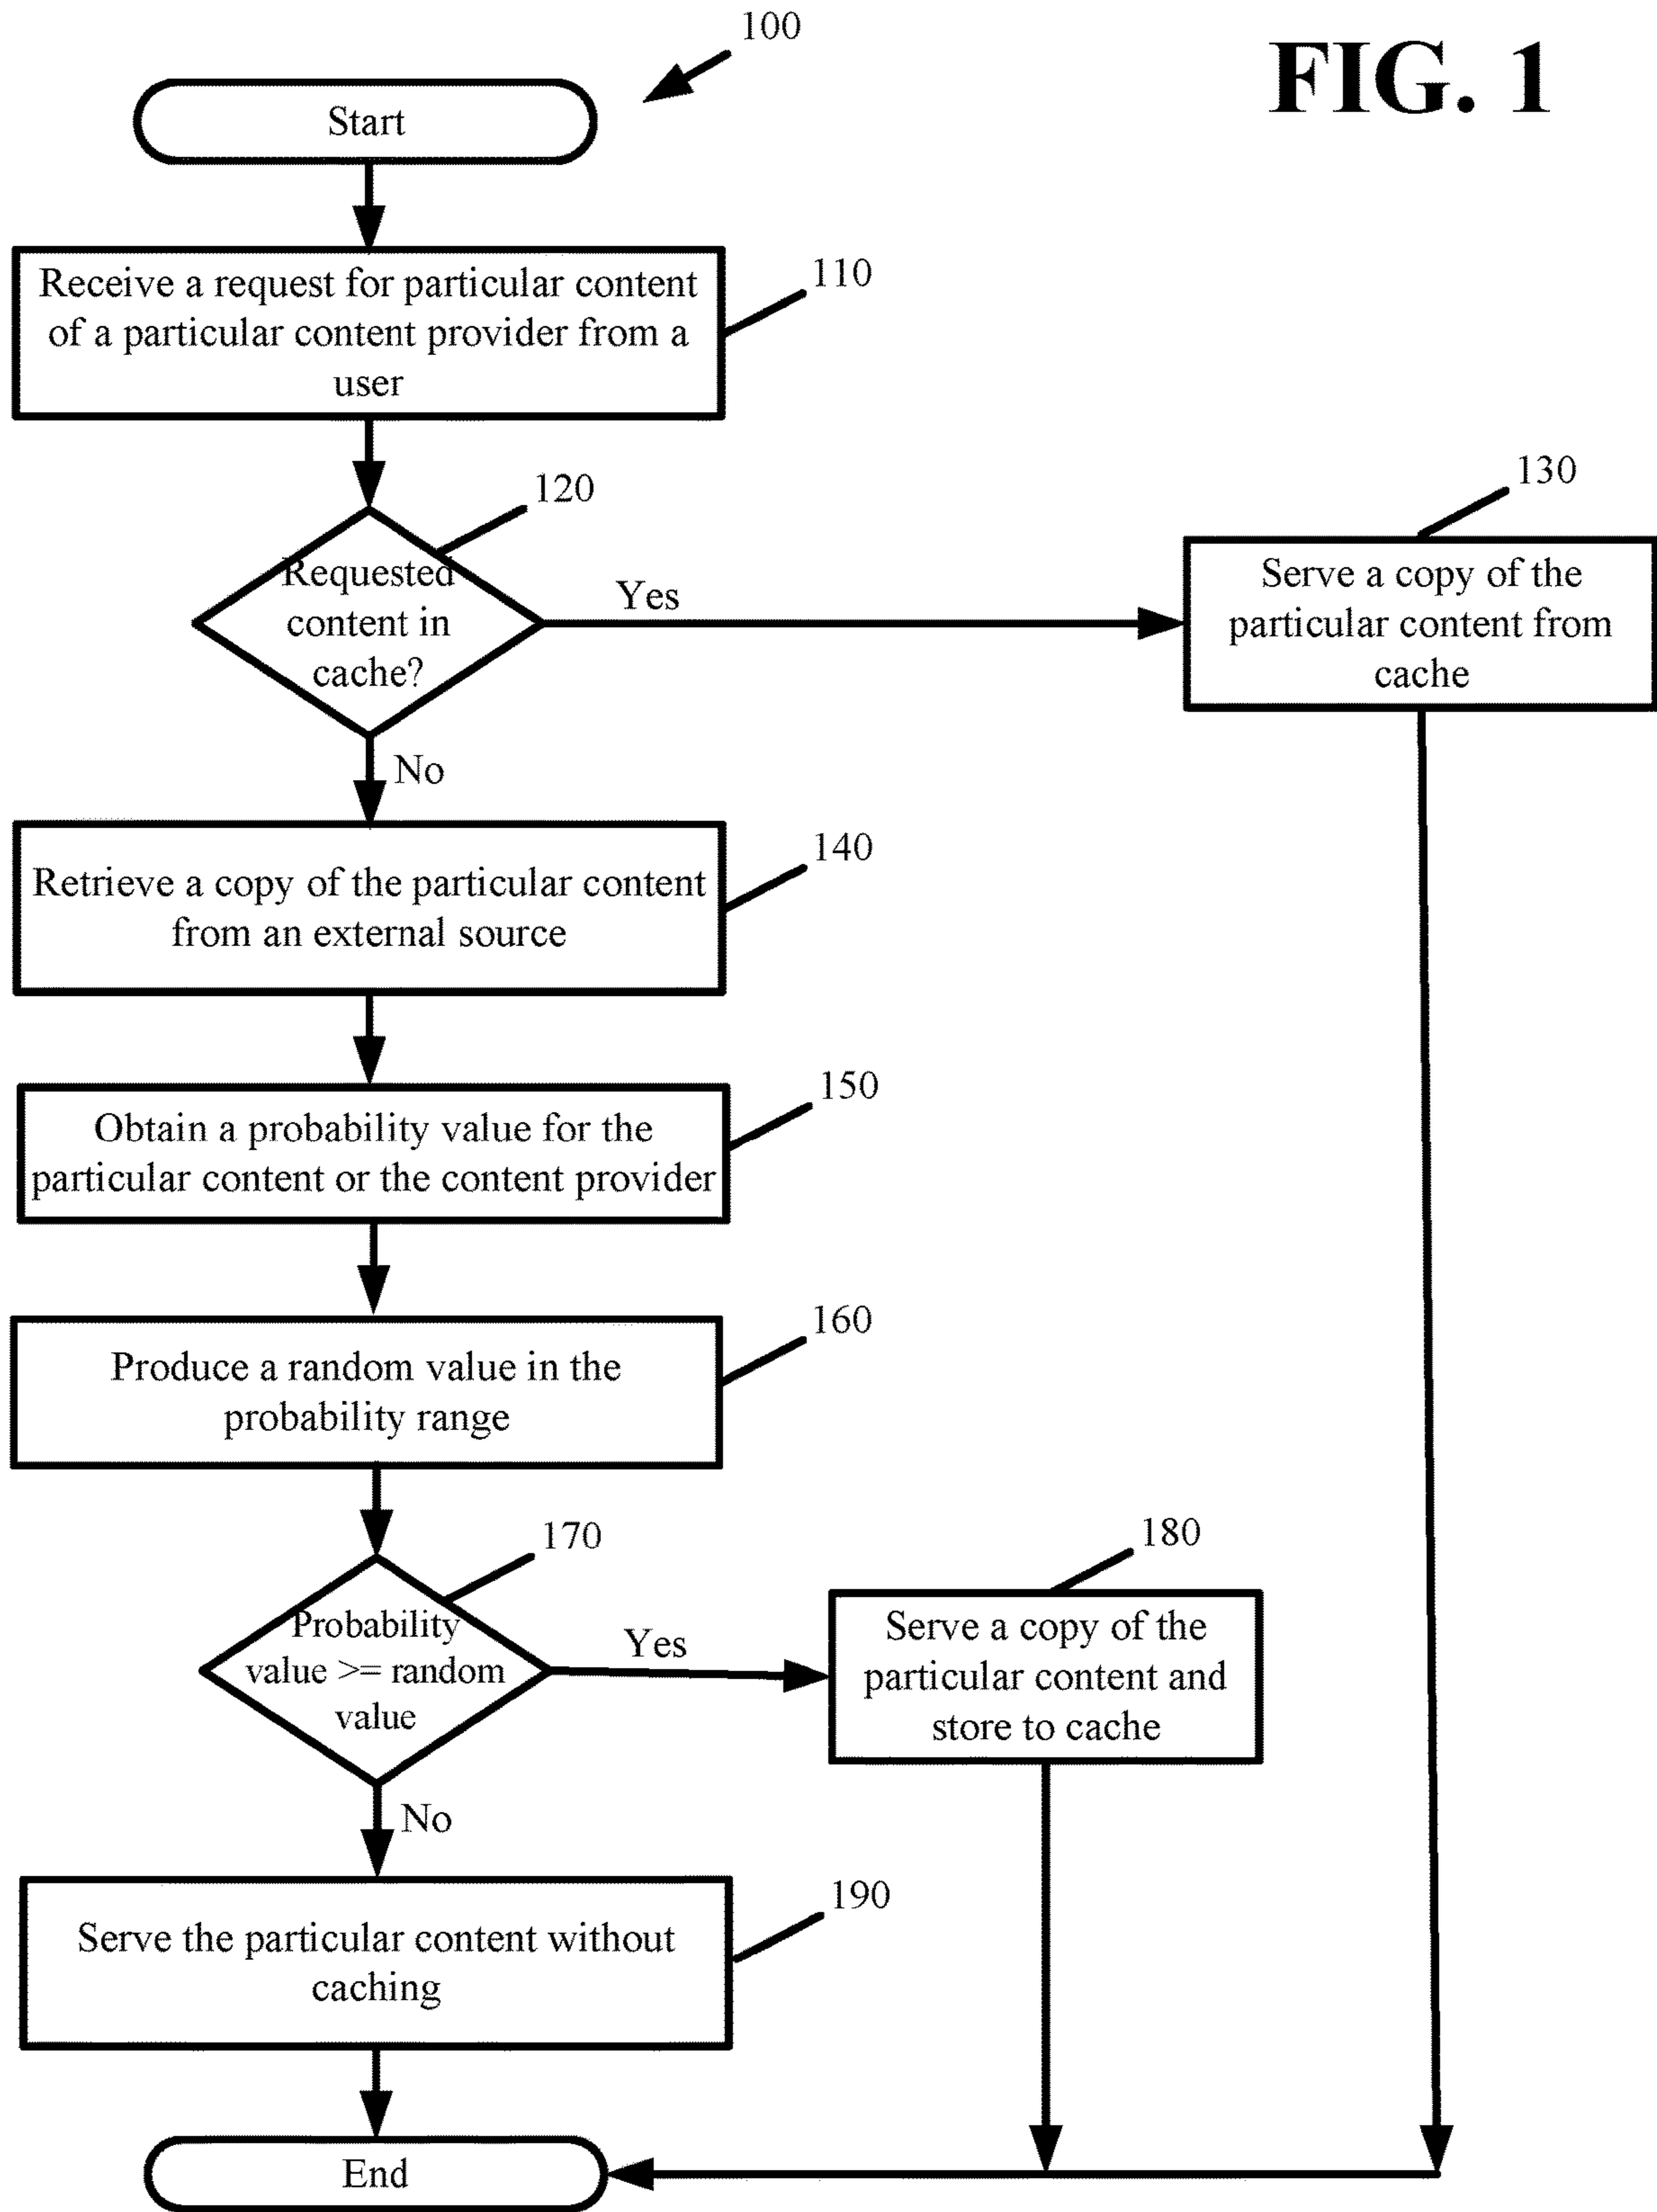 100
FIG. 1
Start
Receive a request for particular content
of a particular content provider from a
user
110
120
Requested
content in
cache?
Yes
130
Serve a copy of the
particular content from
cache
No
Retrieve a copy of the particular content
from an external source
140
Obtain a probability value for the
particular content or the content provider
150
Produce a random value in the
probability range
160
170
Probability
value >= random
value
Yes
180
Serve a copy of the
particular content and
store to cache
No
Serve the particular content without
caching
190
End